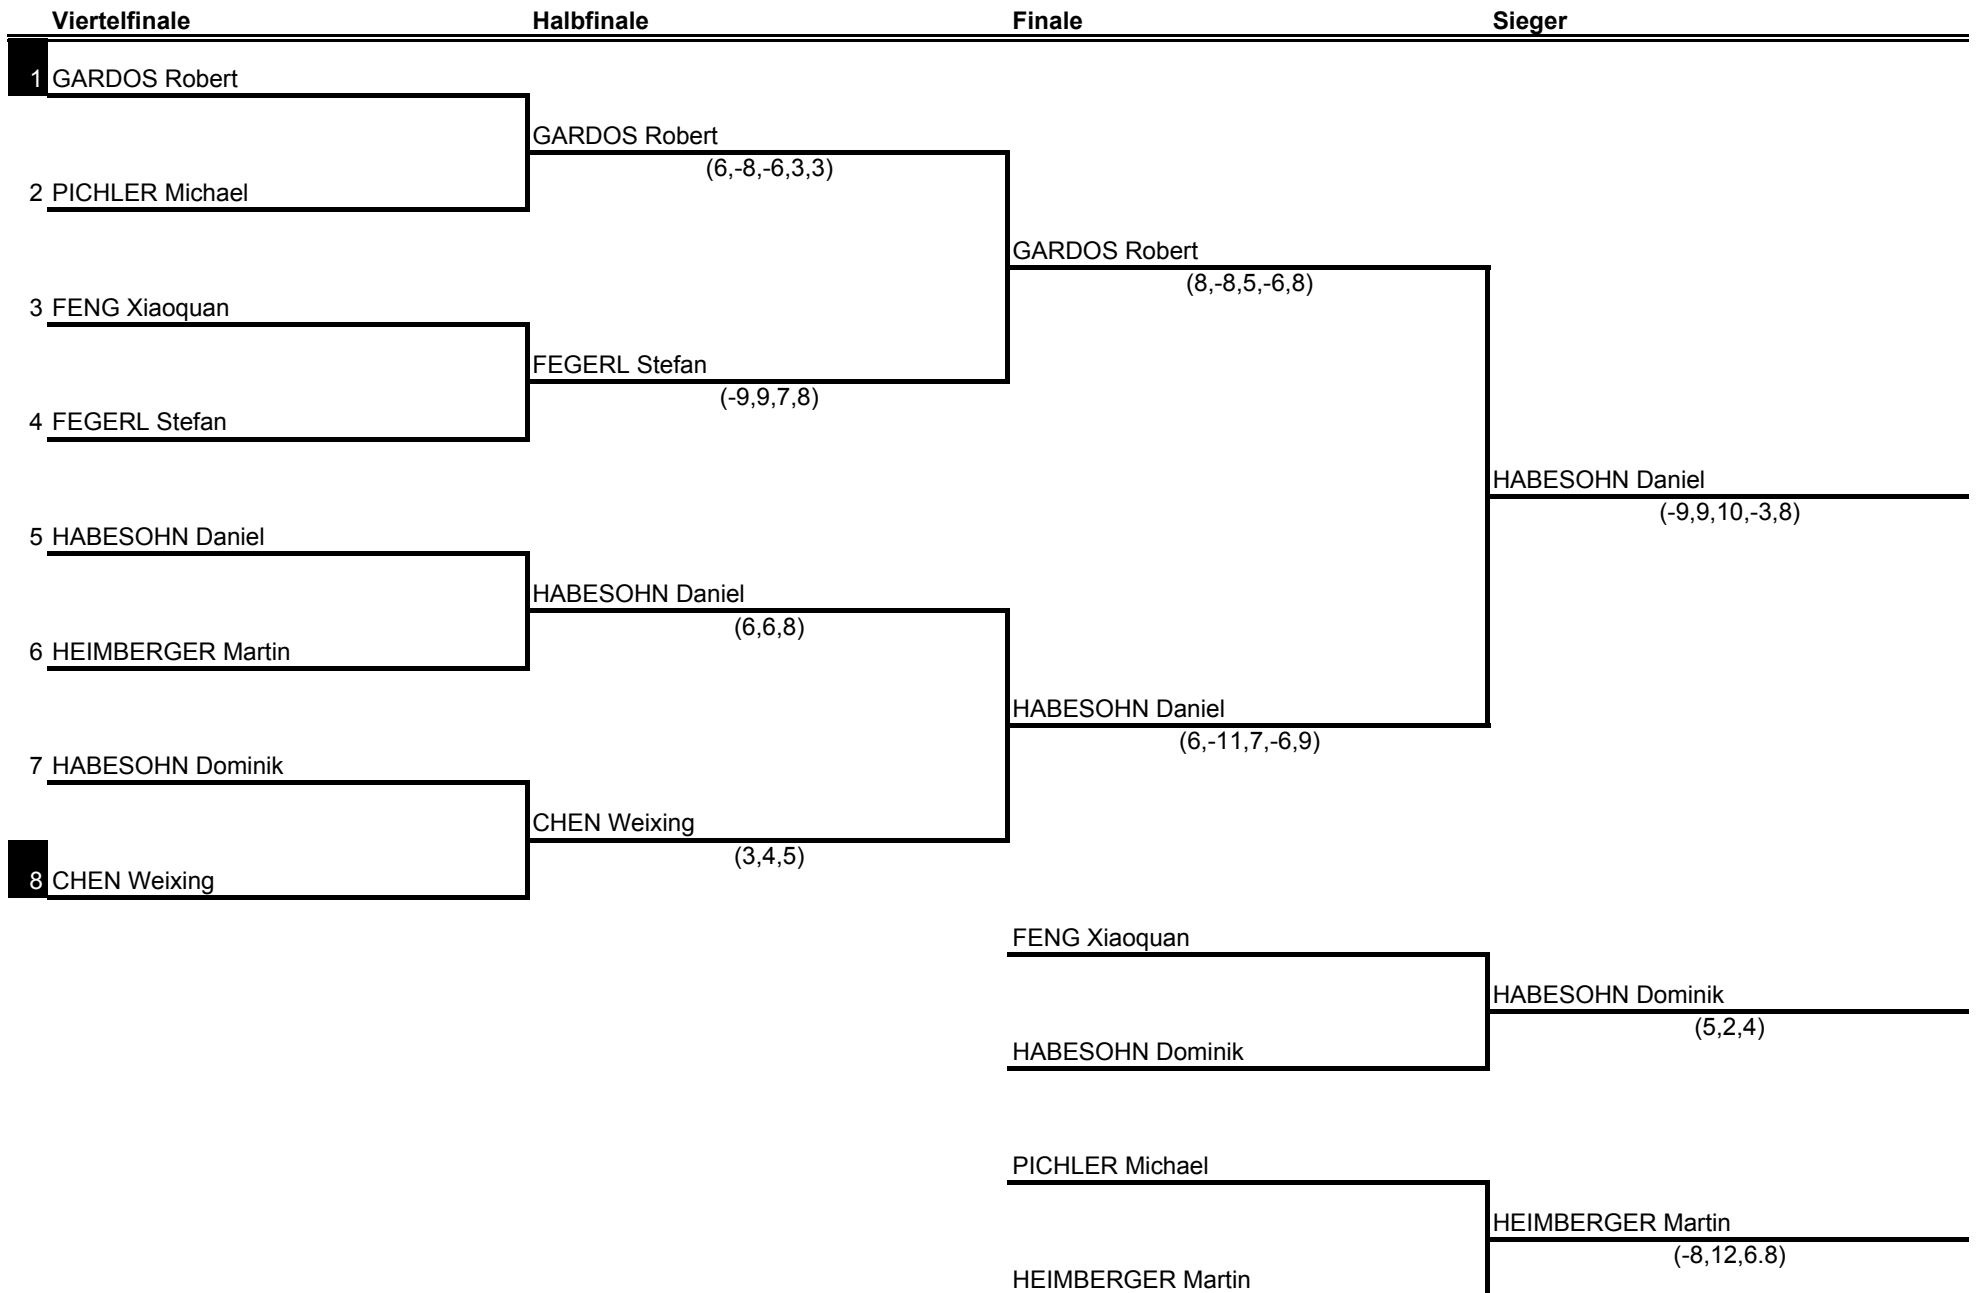 Viertelfinale Halbfinale Finale Sieger
1 GARDOS Robert
GARDOS Robert
(6,-8,-6,3,3)
2 PICHLER Michael
GARDOS Robert
(8,-8,5,-6,8)
3 FENG Xiaoquan
FEGERL Stefan
(-9,9,7,8)
4 FEGERL Stefan
HABESOHN Daniel
(-9,9,10,-3,8)
5 HABESOHN Daniel
HABESOHN Daniel
(6,6,8)
6 HEIMBERGER Martin
HABESOHN Daniel
(6,-11,7,-6,9)
7 HABESOHN Dominik
CHEN Weixing
(3,4,5)
8 CHEN Weixing
FENG Xiaoquan
HABESOHN Dominik
(5,2,4)
HABESOHN Dominik
PICHLER Michael
HEIMBERGER Martin
(-8,12,6.8)
HEIMBERGER Martin